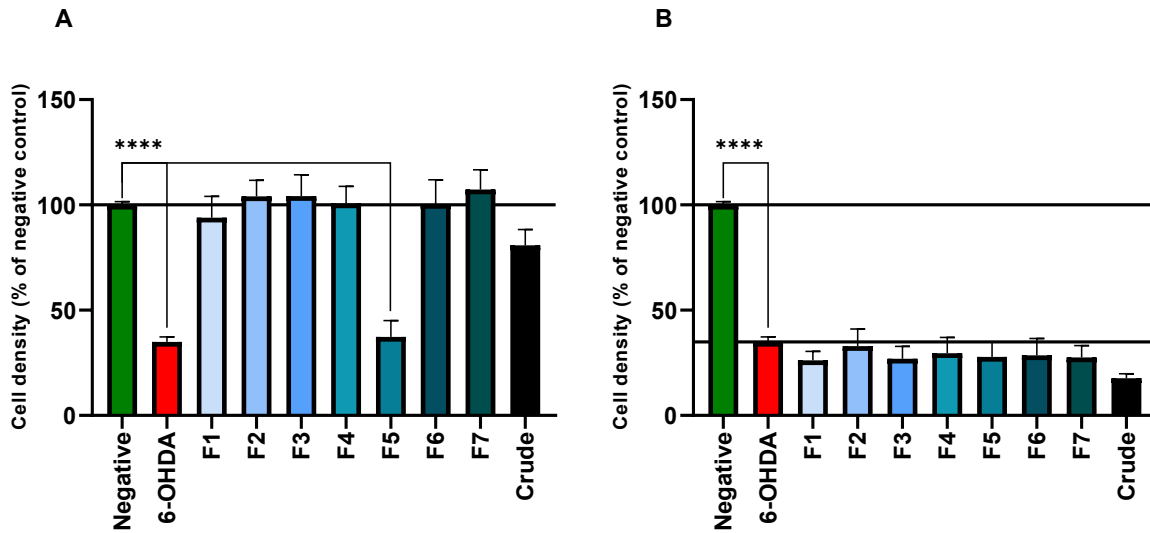 A
Cell density (% of negative control)
150
100
50
0
****
Negative
6-OHDA
F1
F2
F3
F4
F5
F6
F7
Crude
B
Cell density (% of negative control)
150
100
50
0
****
Negative
6-OHDA
F1
F2
F3
F4
F5
F6
F7
Crude